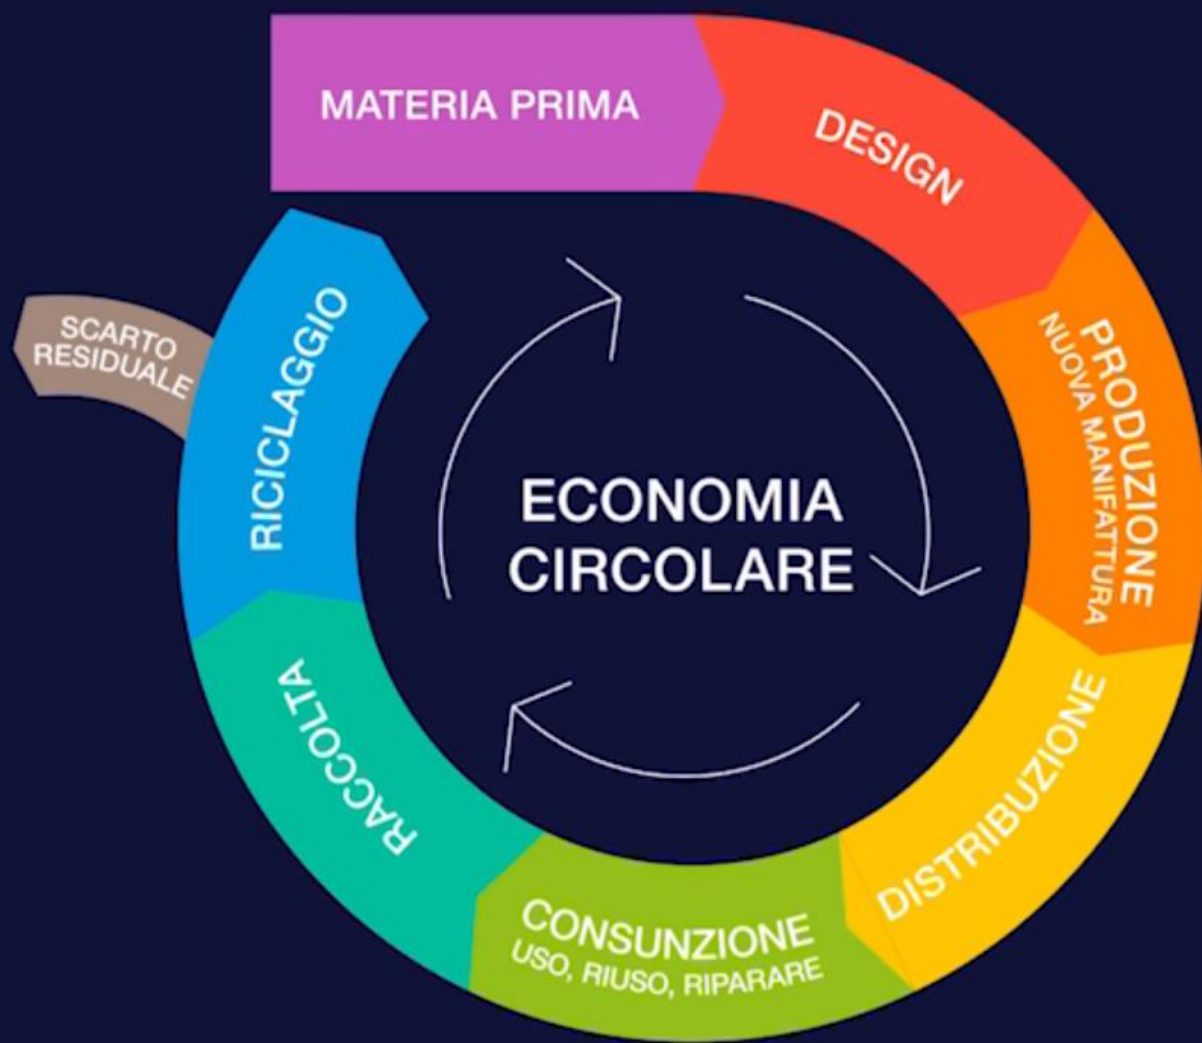 MATERIA PRIMA
DESIGN
PRODUZIONE
NUOVA MANIFATTURA
DISTRIBUZIONE
CONSUNZIONE
USO, RIUSO, RIPARARE
RACCOLTA
RICICLAGGIO
SCARTO
RESIDUALE
ECONOMIA
CIRCOLARE